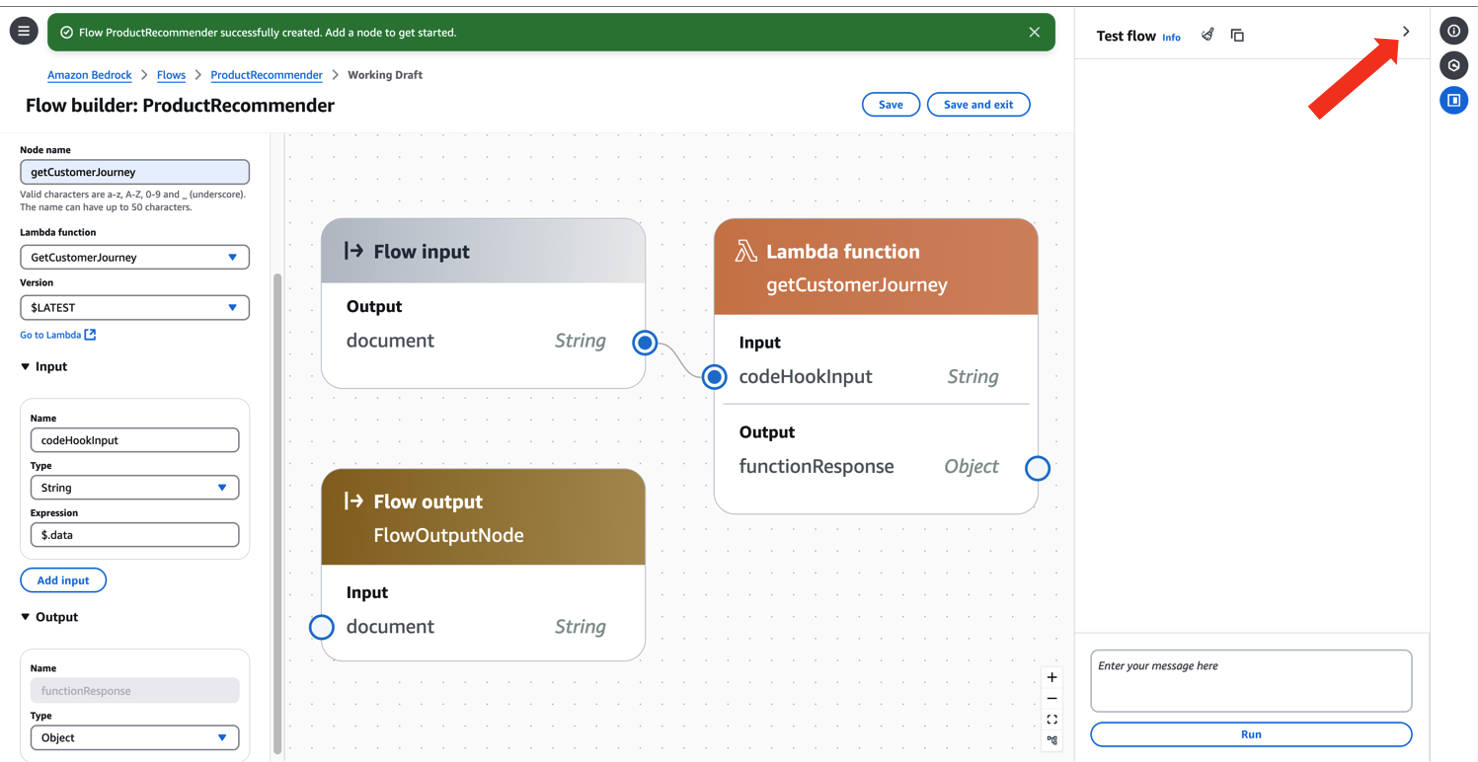 Flow ProductRecommender successfully created. Add a node to get started.
Test flow Info
Amazon Bedrock > Flows > ProductRecommender > Working Draft
Flow builder: ProductRecommender
Save
Save and exit
Node name
getCustomerJourney
Valid characters are a-z, A-Z, 0-9 and _ (underscore).
The name can have up to 50 characters.
Lambda function
GetCustomerJourney
Version
$LATEST
Go to Lambda
Input
Name
codeHookInput
Type
String
Expression
$.data
Add input
Output
Name
functionResponse
Type
Object
Flow input
Output
document String
Flow output
FlowOutputNode
Input
document String
Lambda function
getCustomerJourney
Input
codeHookInput String
Output
functionResponse Object
Enter your message here
Run